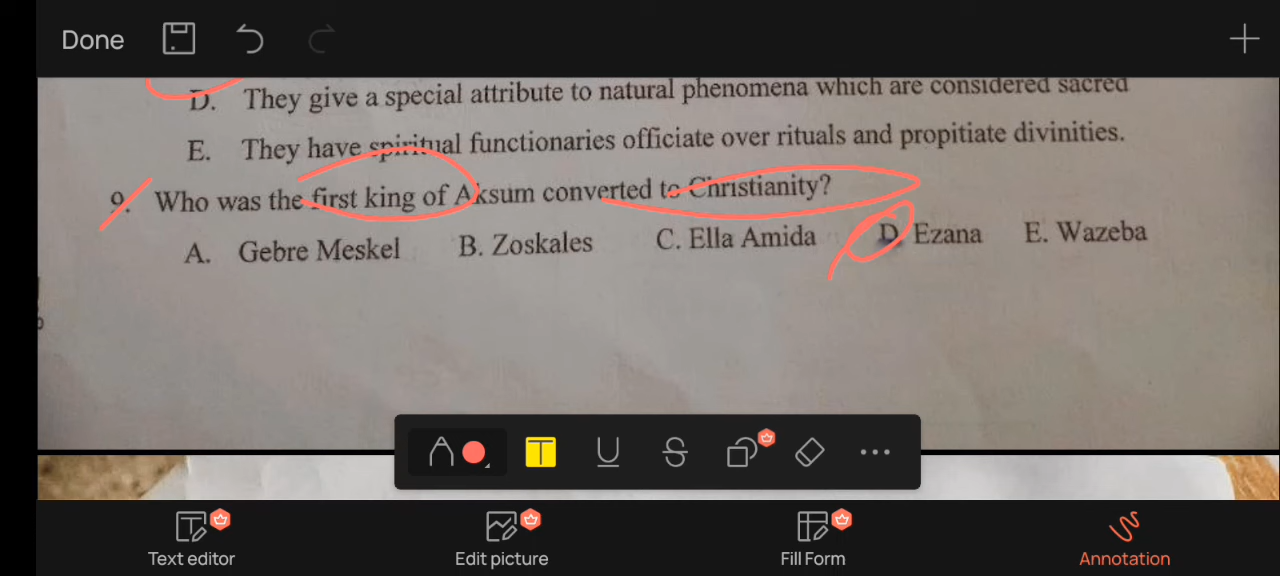 Done
D. They give a special attribute to natural phenomena which are considered sacred
E. They have spiritual functionaries officiate over rituals and propitiate divinities.
9. Who was the first king of Aksum converted to Christianity?
A. Gebre Meskel B. Zoskales C. Ella Amida D. Ezana E. Wazeba
T
U
S
Text editor Edit picture Fill Form Annotation